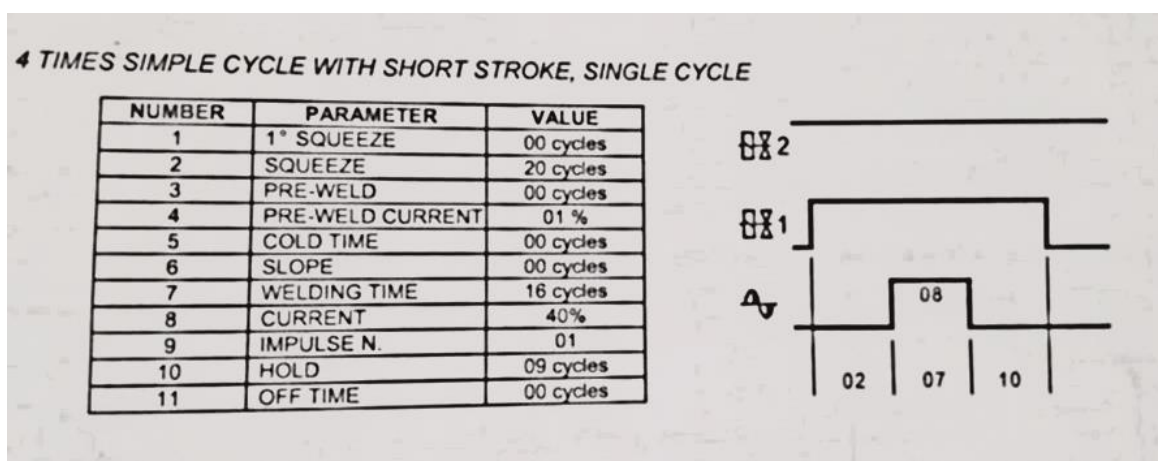 4 TIMES SIMPLE CYCLE WITH SHORT STROKE, SINGLE CYCLE
NUMBER PARAMETER VALUE
1 1° SQUEEZE 00 cycles
2 SQUEEZE 20 cycles
3 PRE-WELD 00 cycles
4 PRE-WELD CURRENT 01 %
5 COLD TIME 00 cycles
6 SLOPE 00 cycles
7 WELDING TIME 16 cycles
8 CURRENT 40%
9 IMPULSE N. 01
10 HOLD 09 cycles
11 OFF TIME 00 cycles
2
1
08
02 07 10